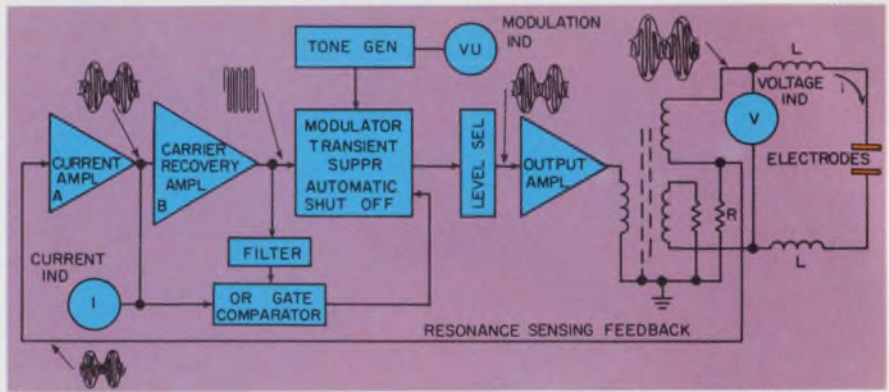 TONE GEN
VU
MODULATION
IND
CURRENT
AMPL
A
CARRIER
RECOVERY
AMPL
B
MODULATOR
TRANSIENT
SUPPR
AUTOMATIC
SHUT OFF
LEVEL SEL
OUTPUT
AMPL
R
L
VOLTAGE
IND
i
V
ELECTRODES
L
FILTER
CURRENT
IND
I
OR GATE
COMPARATOR
RESONANCE SENSING FEEDBACK